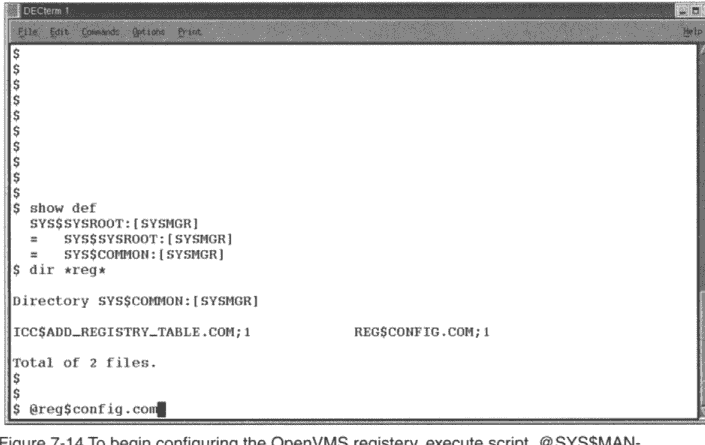 DECterm 1
File Edit Commands Options Print Help
$
$
$
$
$
$
$
$
$
$
$ show def
SYS$SYSROOT:[SYSMGR]
= SYS$SYSROOT:[SYSMGR]
= SYS$COMMON:[SYSMGR]
$ dir *reg*
Directory SYS$COMMON:[SYSMGR]
ICC$ADD_REGISTRY_TABLE.COM;1 REG$CONFIG.COM;1
Total of 2 files.
$
$
$ @reg$config.com
Figure 7-14 To begin configuring the OpenVMS registery, execute script, @SYS$MAN-